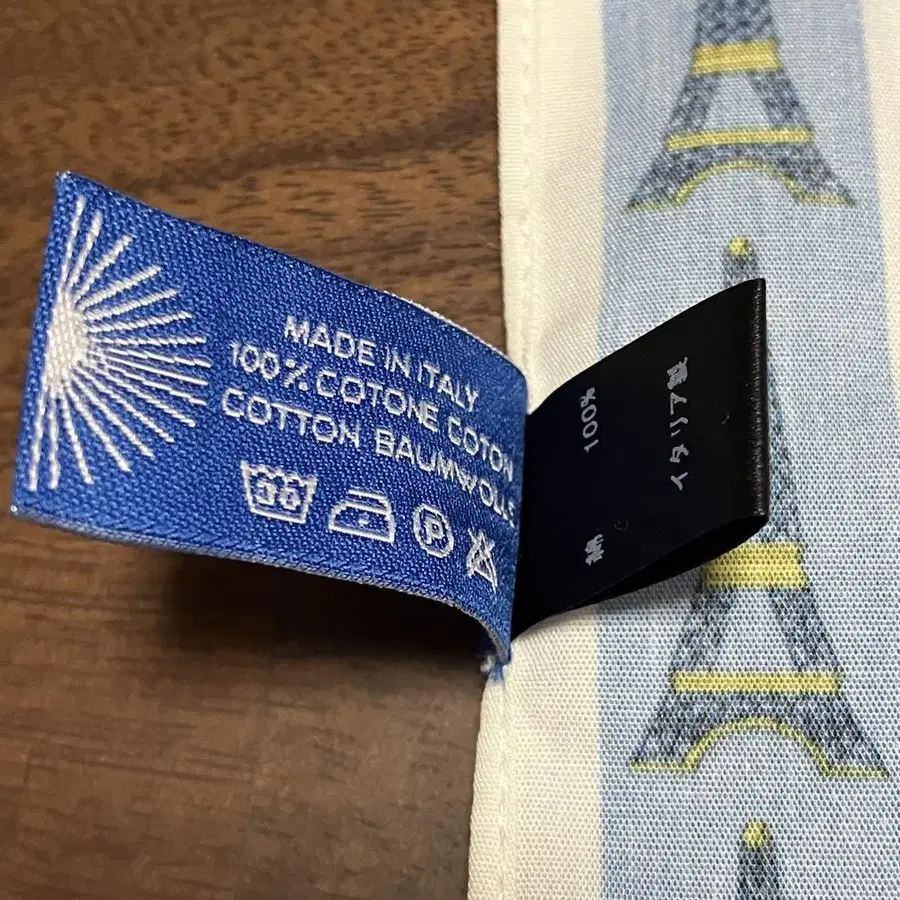 MADE IN ITALY
100% COTONE COTON
COTTON BAUMWOLLE
30
P
イタリア製
綿 100%